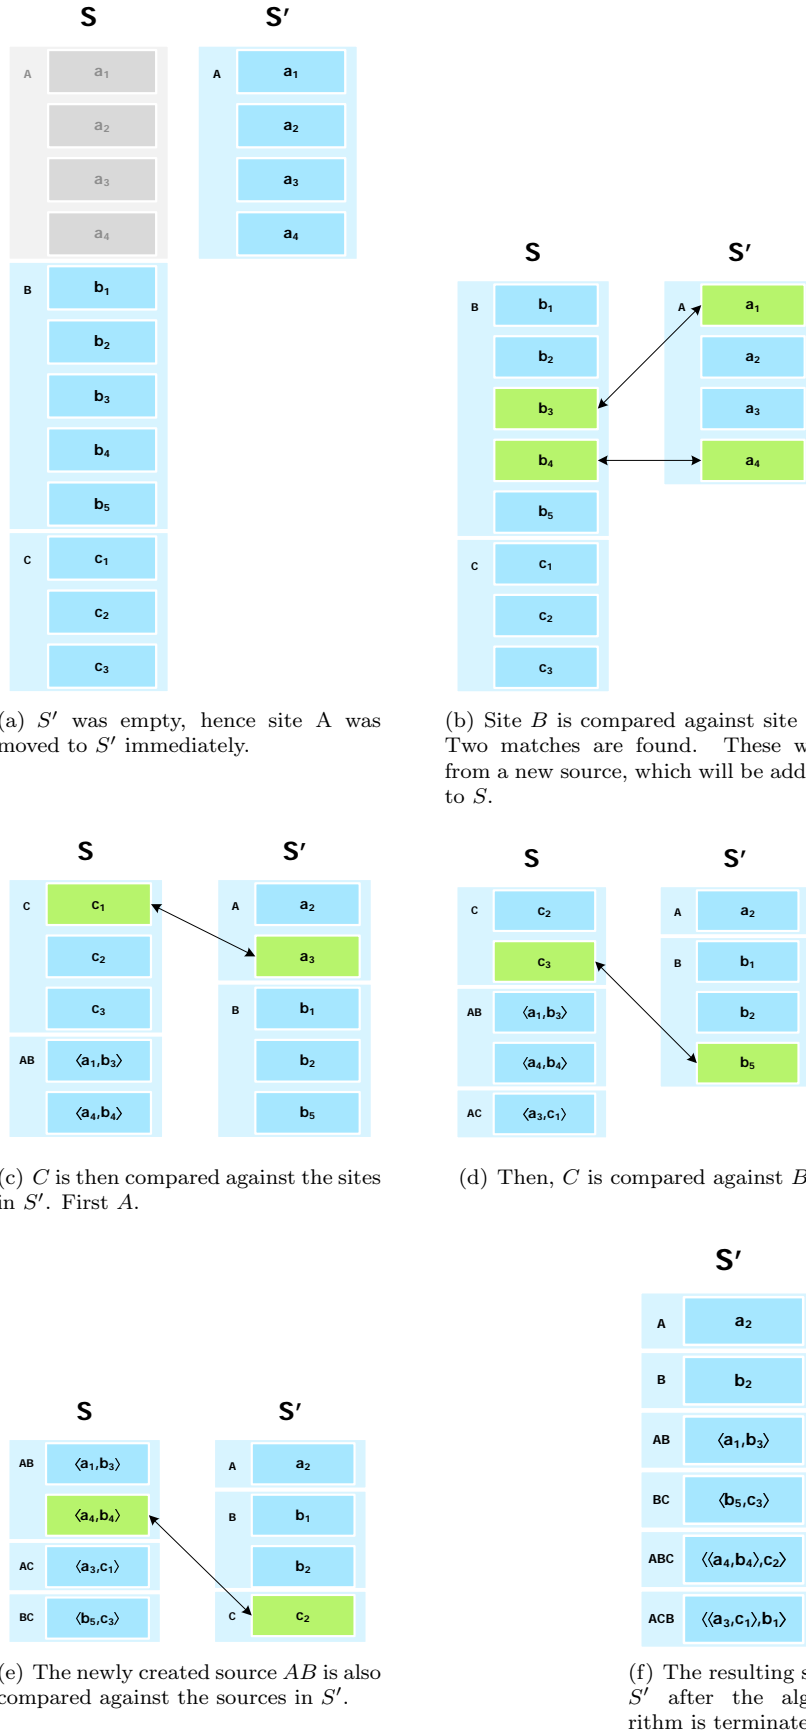 S S′
A a1 A a1
a2 a2
a3 a3
a4 a4
B b1
b2
b3
b4
b5
C c1
c2
c3
(a) S′ was empty, hence site A was
moved to S′ immediately.
S S′
B b1 A a1
b2 a2
b3 a3
b4 a4
b5
C c1
c2
c3
(b) Site B is compared against site
Two matches are found. These
from a new source, which will be
to S.
S S′
C c1 A a2
c2 a3
c3 B b1
AB ⟨a1,b3⟩ b2
⟨a4,b4⟩ b5
(c) C is then compared against the sites
in S′. First A.
S S′
C c2 A a2
c3 B b1
AB ⟨a1,b3⟩ b2
⟨a4,b4⟩ b5
AC ⟨a3,c1⟩
(d) Then, C is compared against B
S S′
AB ⟨a1,b3⟩ A a2
⟨a4,b4⟩ B b1
AC ⟨a3,c1⟩ b2
BC ⟨b5,c3⟩ C c2
(e) The newly created source AB is also
compared against the sources in S′.
S′
A a2
B b2
AB ⟨a1,b3⟩
BC ⟨b5,c3⟩
ABC ⟨⟨a4,b4⟩,c2⟩
ACB ⟨⟨a3,c1⟩,b1⟩
(f) The resulting
S′ after the
rithm is